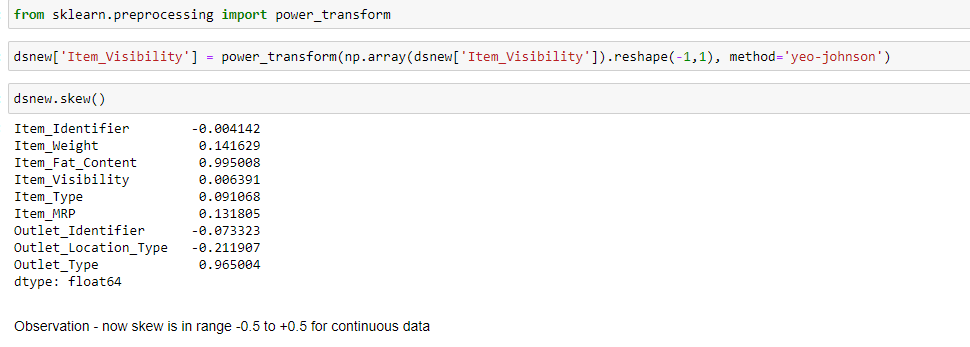 from sklearn.preprocessing import power_transform
dsnew['Item_Visibility'] = power_transform(np.array(dsnew['Item_Visibility']).reshape(-1,1), method='yeo-johnson')
dsnew.skew()
Item_Identifier -0.004142
Item_Weight 0.141629
Item_Fat_Content 0.995008
Item_Visibility 0.006391
Item_Type 0.091068
Item_MRP 0.131805
Outlet_Identifier -0.073323
Outlet_Location_Type -0.211907
Outlet_Type 0.965004
dtype: float64
Observation - now skew is in range -0.5 to +0.5 for continuous data